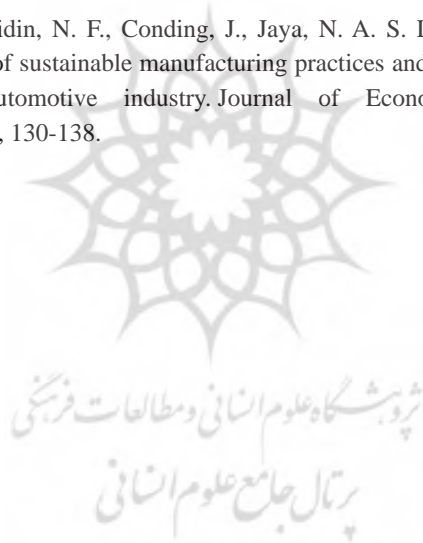 idin, N. F., Conding, J., Jaya, N. A. S.
of sustainable manufacturing practices and
utomotive industry. Journal of Econo
, 130-138.
پژوهشگاه علوم انسانی و مطالعات فرهنگی
پرتال جامع علوم انسانی